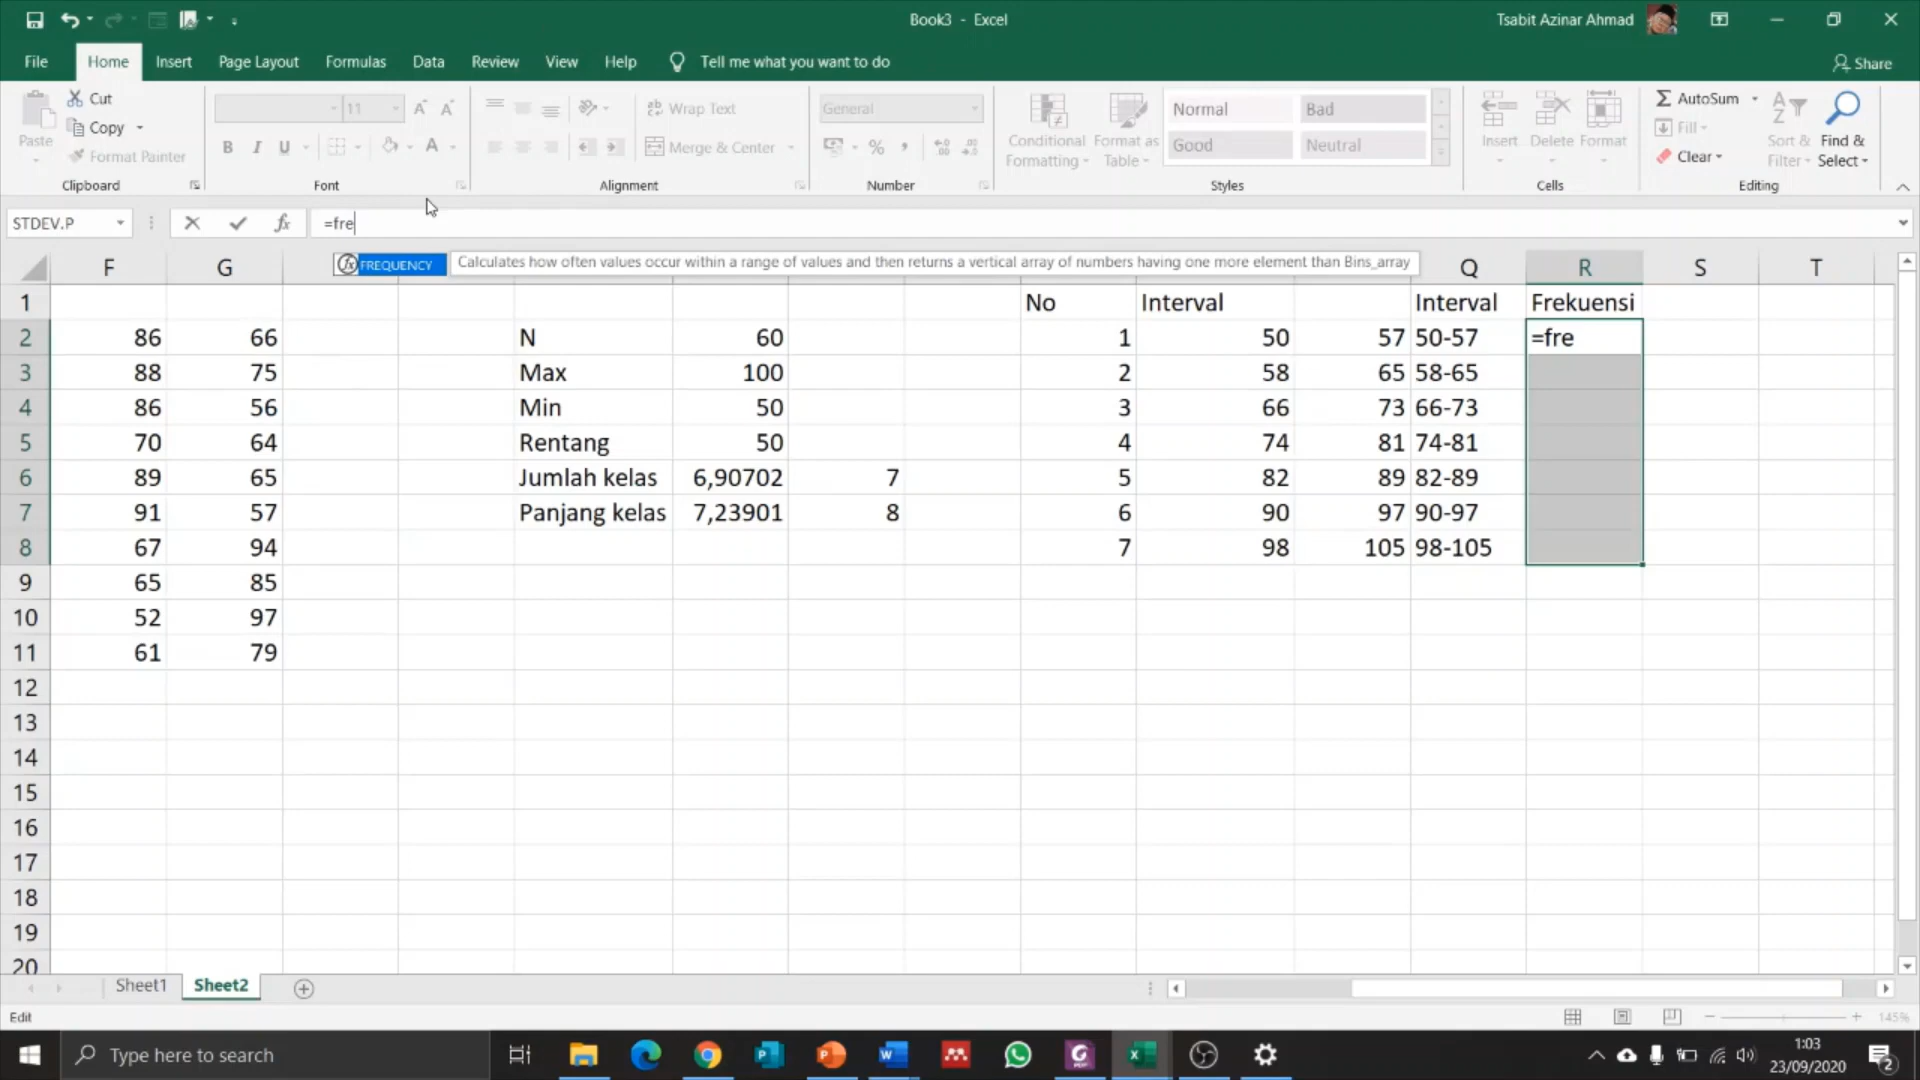 Book3 - Excel
Tsabit Azinar Ahmad
File Home Insert Page Layout Formulas Data Review View Help Tell me what you want to do Share
Paste Cut Copy Format Painter Clipboard
11 B I U Font
Wrap Text Merge & Center Alignment
General % Number
Conditional Formatting Format as Table Normal Bad Good Neutral Styles
Insert Delete Format Cells
AutoSum Fill Clear Sort & Filter Find & Select Editing
STDEV.P fx =fre
FREQUENCY Calculates how often values occur within a range of values and then returns a vertical array of numbers having one more element than Bins_array
F G Q R S T
1 No Interval Interval Frekuensi
2 86 66 N 60 1 50 57 50-57 =fre
3 88 75 Max 100 2 58 65 58-65
4 86 56 Min 50 3 66 73 66-73
5 70 64 Rentang 50 4 74 81 74-81
6 89 65 Jumlah kelas 6,90702 7 5 82 89 82-89
7 91 57 Panjang kelas 7,23901 8 6 90 97 90-97
8 67 94 7 98 105 98-105
9 65 85
10 52 97
11 61 79
12
13
14
15
16
17
18
19
20
Sheet1 Sheet2
Edit 145%
Type here to search
1:03
23/09/2020
2